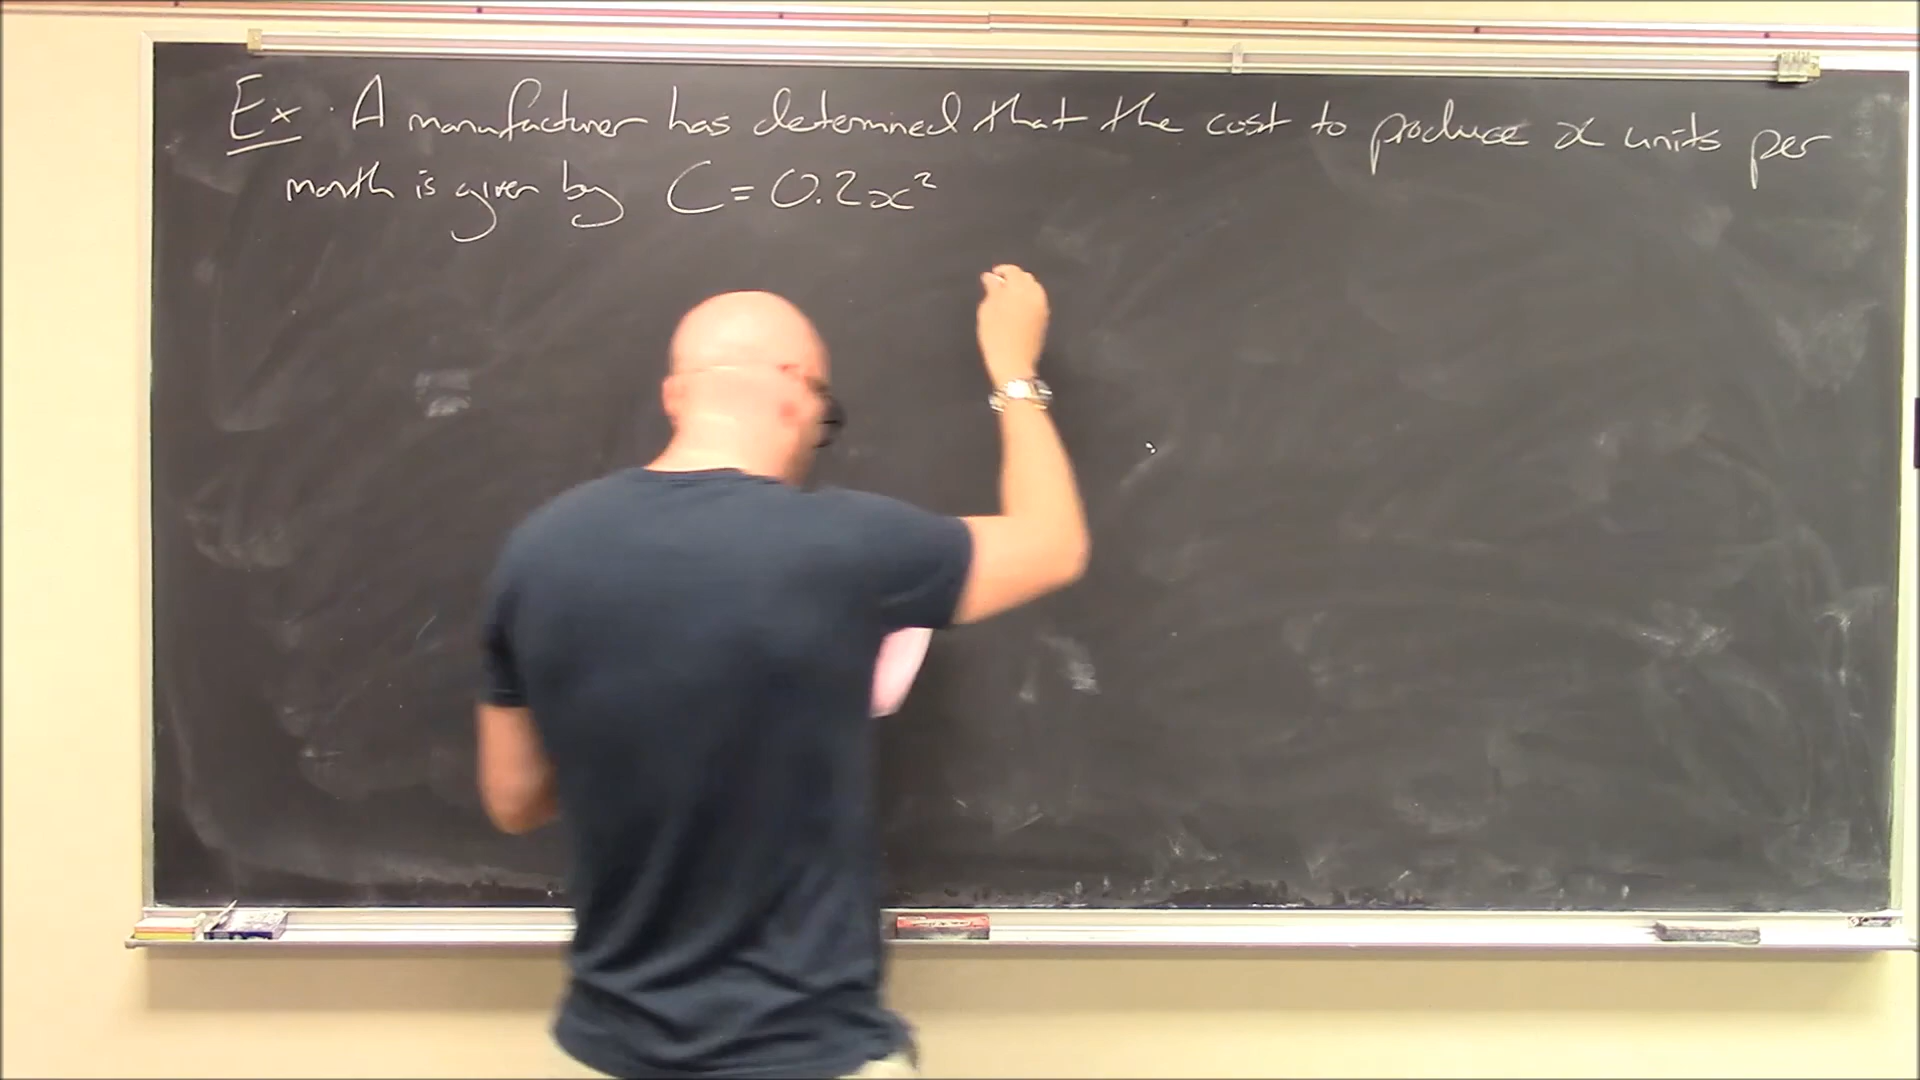 Ex. A manufacturer has determined that the cost to produce x units per
month is given by C = 0.2x²